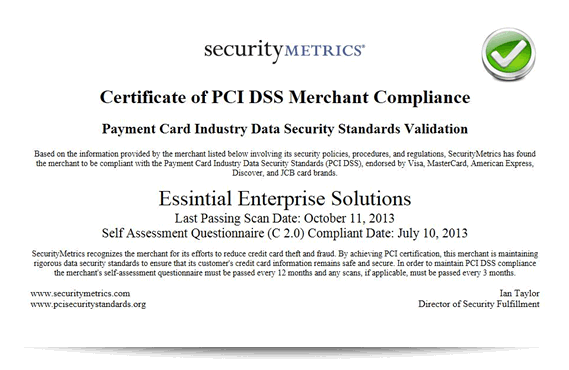 securityMETRICS®
Certificate of PCI DSS Merchant Compliance
Payment Card Industry Data Security Standards Validation
Based on the information provided by the merchant listed below involving its security policies, procedures, and regulations, SecurityMetrics has found
the merchant to be compliant with the Payment Card Industry Data Security Standards (PCI DSS), endorsed by Visa, MasterCard, American Express,
Discover, and JCB card brands.
Essintial Enterprise Solutions
Last Passing Scan Date: October 11, 2013
Self Assessment Questionnaire (C 2.0) Compliant Date: July 10, 2013
SecurityMetrics recognizes the merchant for its efforts to reduce credit card theft and fraud. By achieving PCI certification, this merchant is maintaining
rigorous data security standards to ensure that its customer's credit card information remains safe and secure. In order to maintain PCI DSS compliance
the merchant's self-assessment questionnaire must be passed every 12 months and any scans, if applicable, must be passed every 3 months.
www.securitymetrics.com
www.pcisecuritystandards.org
Ian Taylor
Director of Security Fulfillment